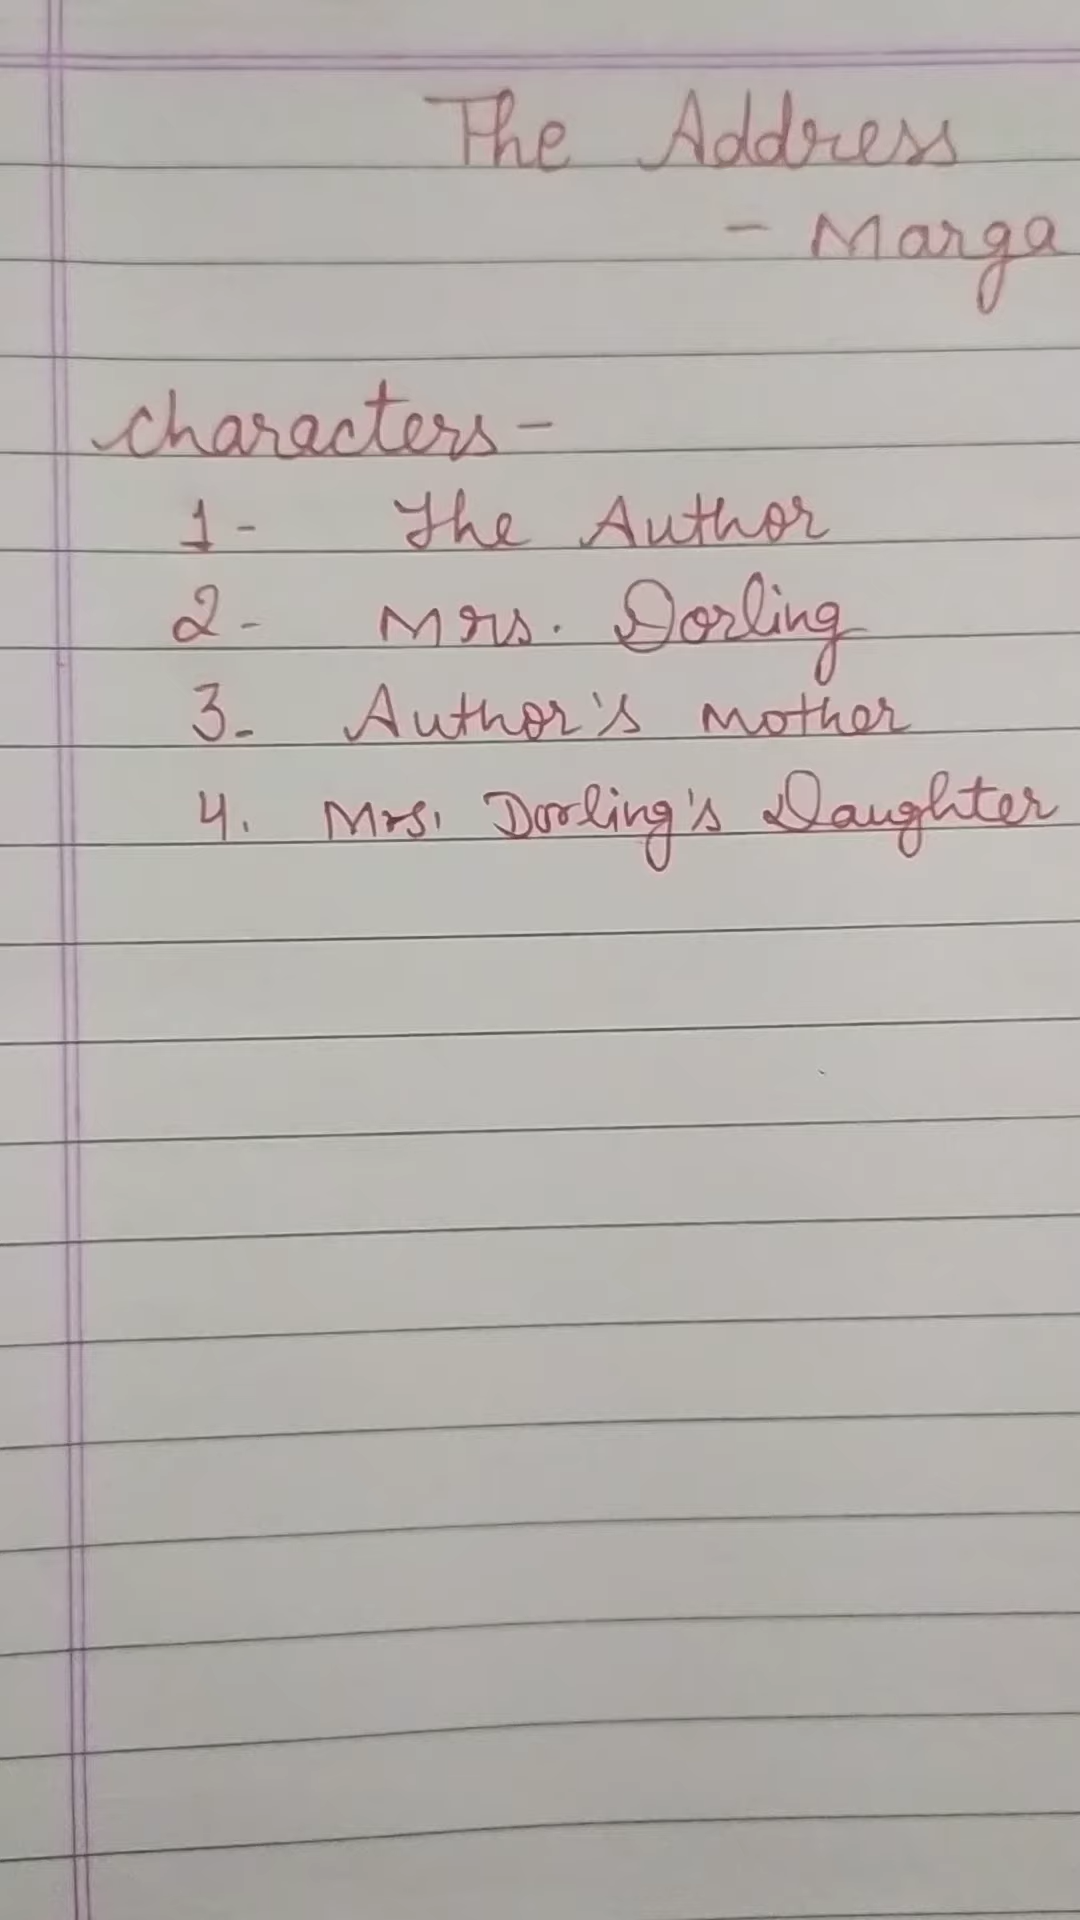 The Address
- Marga
characters -
1- The Author
2- Mrs. Dorling
3- Author's mother
4. Mrs. Dorling's Daughter